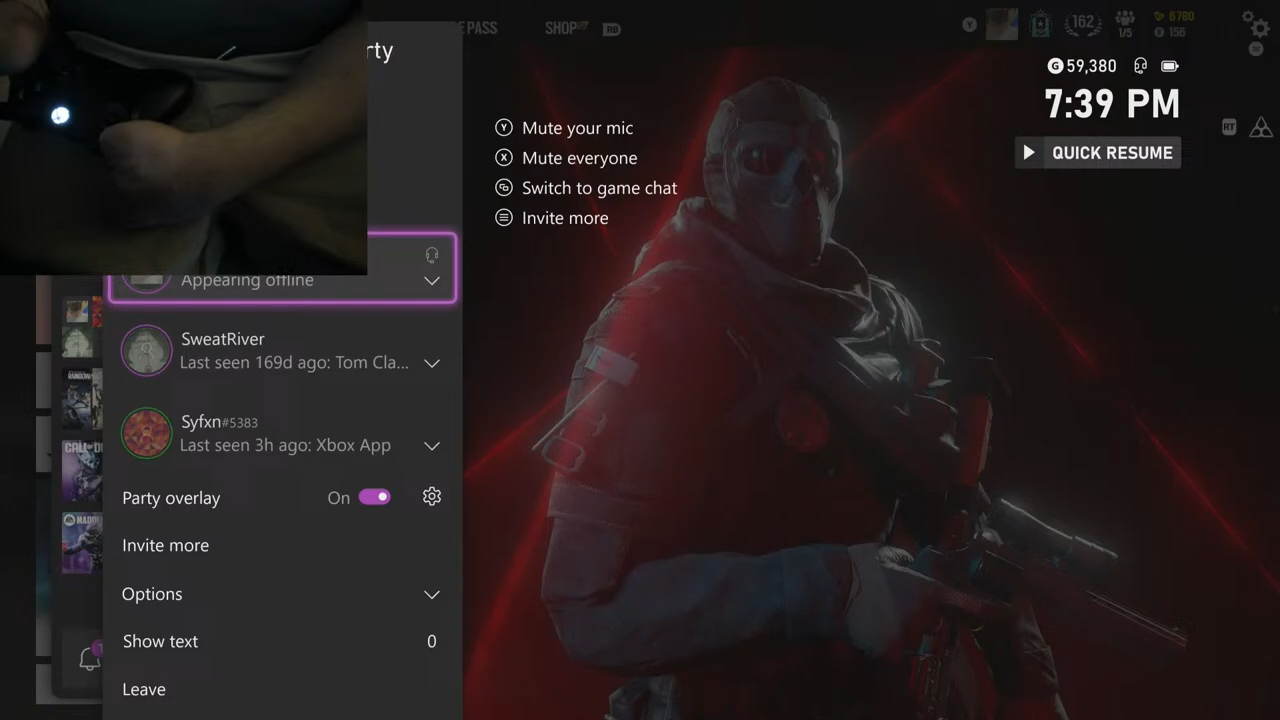 rty
E PASS
SHOP
RB
Y
162
1/5
6780
156
G 59,380
7:39 PM
QUICK RESUME
RT
Y Mute your mic
X Mute everyone
Switch to game chat
Invite more
Appearing offline
SweatRiver
Last seen 169d ago: Tom Cla...
Syfxn#5383
Last seen 3h ago: Xbox App
Party overlay On
Invite more
Options
Show text 0
Leave